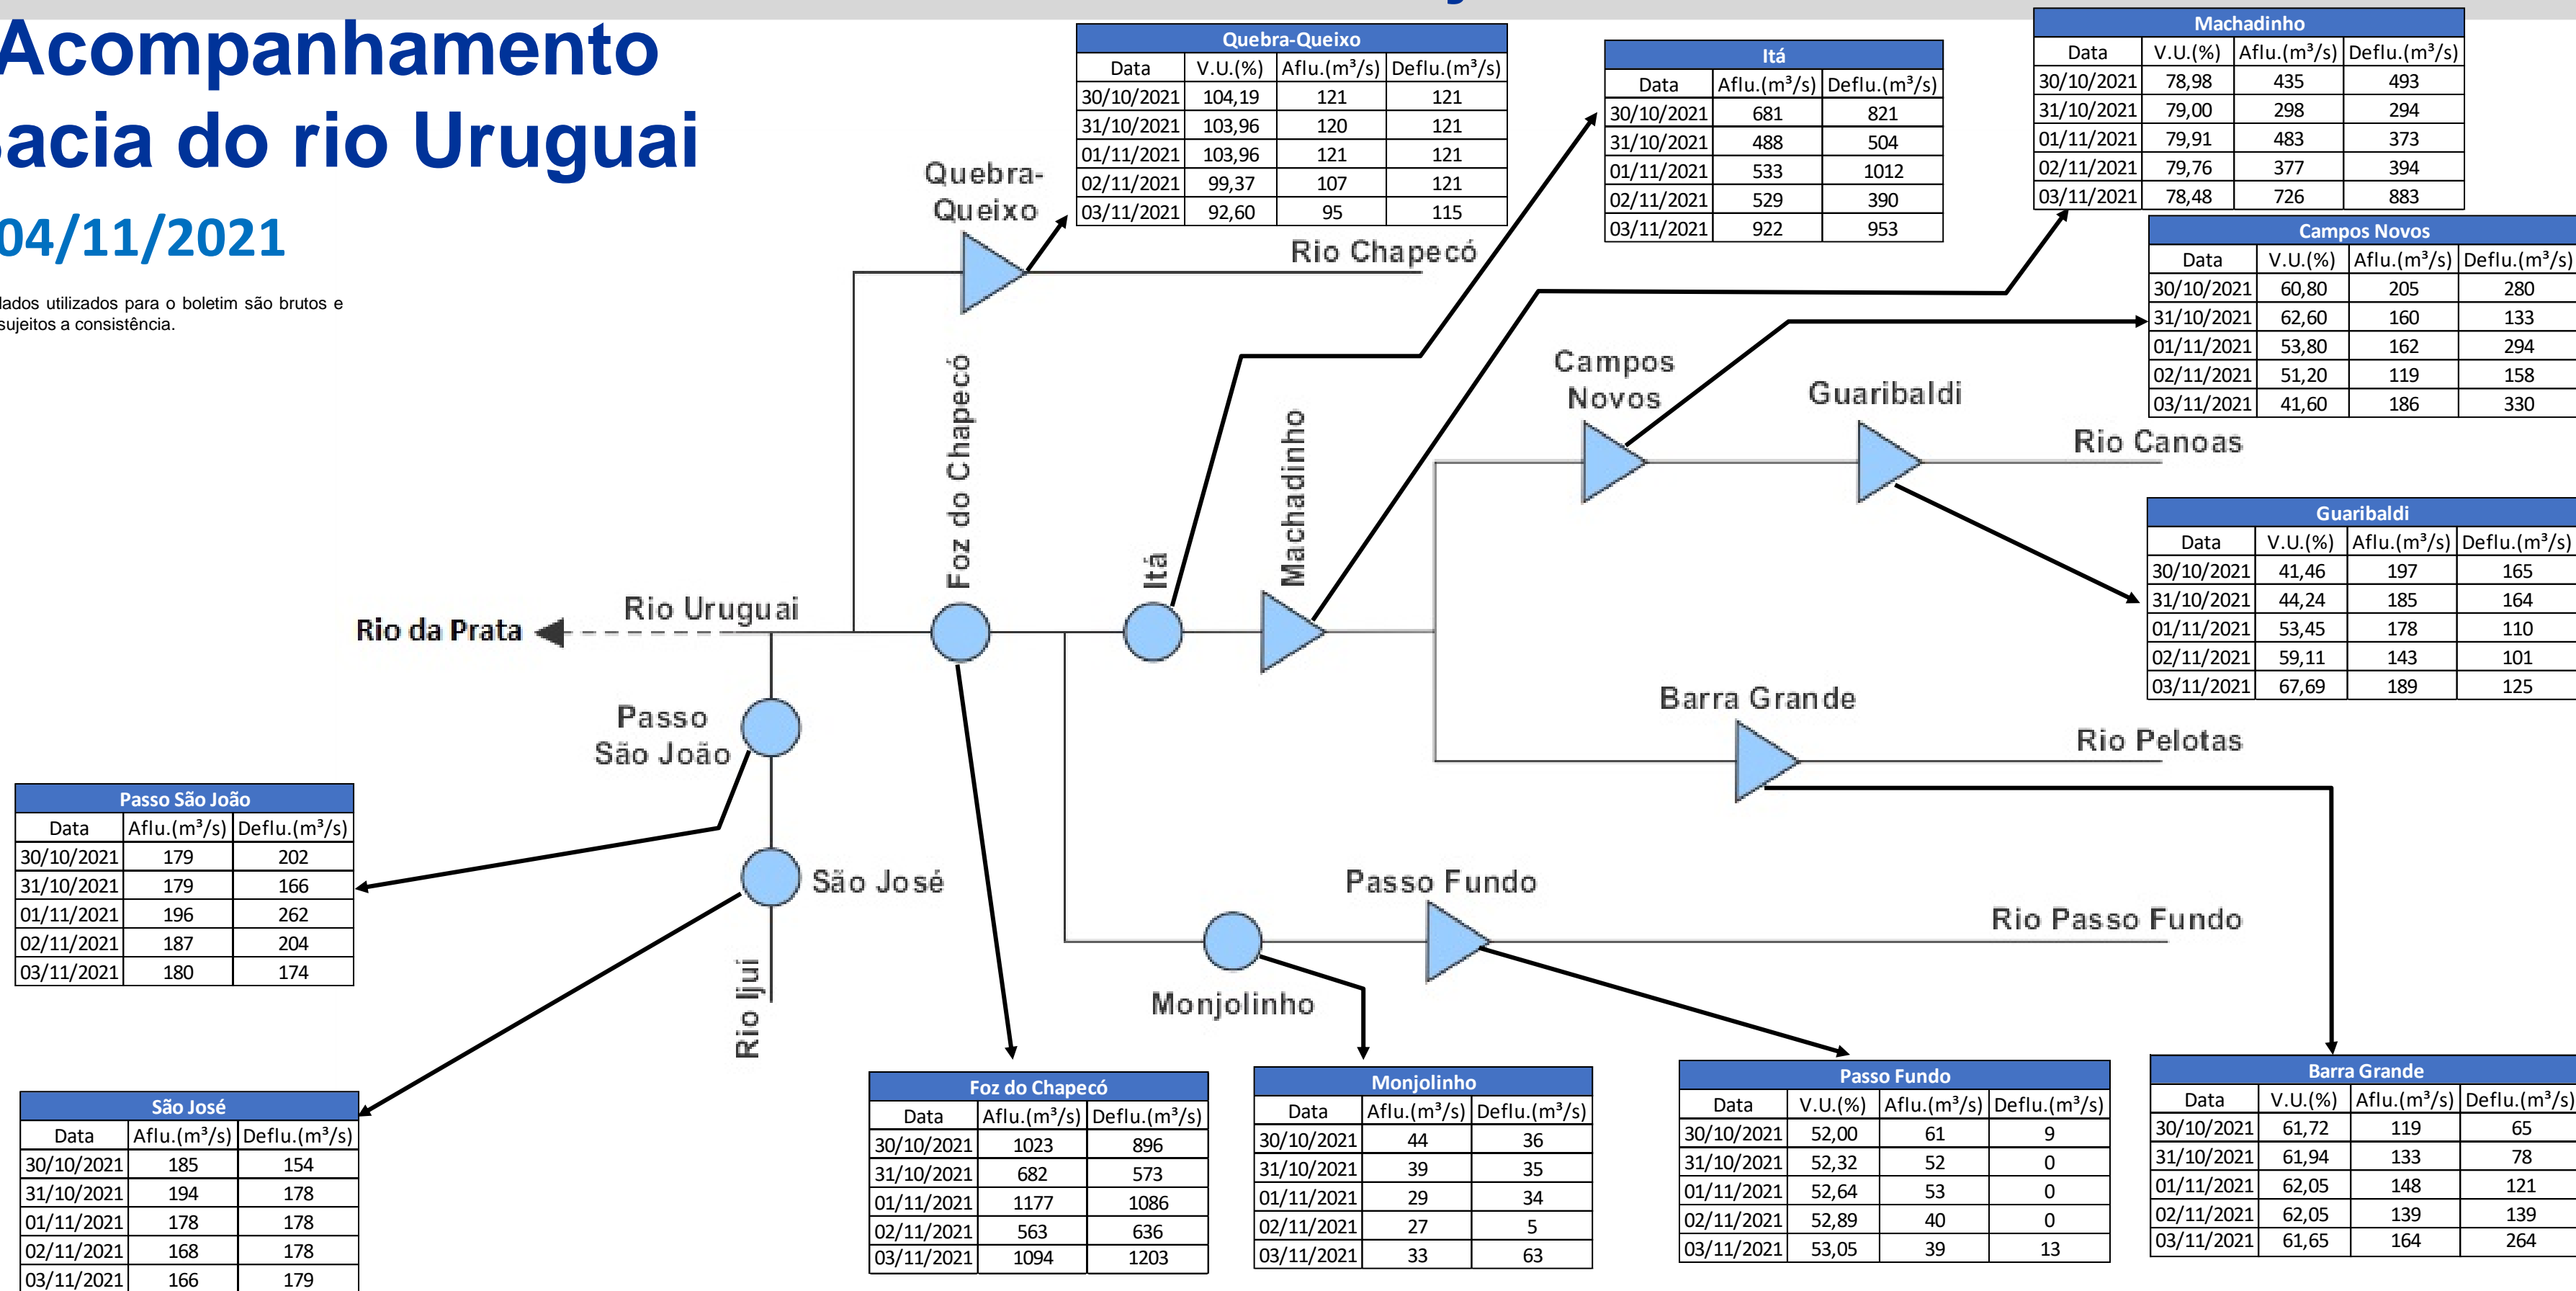 Acompanhamento
acia do rio Uruguai
04/11/2021
dados utilizados para o boletim são brutos e
sujeitos a consistência.
Quebra-Queixo
Data V.U.(%) Aflu.(m³/s) Deflu.(m³/s)
30/10/2021 104,19 121 121
31/10/2021 103,96 120 121
01/11/2021 103,96 121 121
02/11/2021 99,37 107 121
03/11/2021 92,60 95 115
Itá
Data Aflu.(m³/s) Deflu.(m³/s)
30/10/2021 681 821
31/10/2021 488 504
01/11/2021 533 1012
02/11/2021 529 390
03/11/2021 922 953
Machadinho
Data V.U.(%) Aflu.(m³/s) Deflu.(m³/s)
30/10/2021 78,98 435 493
31/10/2021 79,00 298 294
01/11/2021 79,91 483 373
02/11/2021 79,76 377 394
03/11/2021 78,48 726 883
Campos Novos
Data V.U.(%) Aflu.(m³/s) Deflu.(m³/s)
30/10/2021 60,80 205 280
31/10/2021 62,60 160 133
01/11/2021 53,80 162 294
02/11/2021 51,20 119 158
03/11/2021 41,60 186 330
Quebra-
Queixo
Rio Chapecó
Foz do Chapecó
Itá
Machadinho
Campos
Novos
Guaribaldi
Rio Canoas
Guaribaldi
Data V.U.(%) Aflu.(m³/s) Deflu.(m³/s)
30/10/2021 41,46 197 165
31/10/2021 44,24 185 164
01/11/2021 53,45 178 110
02/11/2021 59,11 143 101
03/11/2021 67,69 189 125
Rio da Prata
Rio Uruguai
Barra Grande
Rio Pelotas
Passo
São João
São José
Rio Ijuí
Passo Fundo
Rio Passo Fundo
Monjolinho
Passo São João
Data Aflu.(m³/s) Deflu.(m³/s)
30/10/2021 179 202
31/10/2021 179 166
01/11/2021 196 262
02/11/2021 187 204
03/11/2021 180 174
São José
Data Aflu.(m³/s) Deflu.(m³/s)
30/10/2021 185 154
31/10/2021 194 178
01/11/2021 178 178
02/11/2021 168 178
03/11/2021 166 179
Foz do Chapecó
Data Aflu.(m³/s) Deflu.(m³/s)
30/10/2021 1023 896
31/10/2021 682 573
01/11/2021 1177 1086
02/11/2021 563 636
03/11/2021 1094 1203
Monjolinho
Data Aflu.(m³/s) Deflu.(m³/s)
30/10/2021 44 36
31/10/2021 39 35
01/11/2021 29 34
02/11/2021 27 5
03/11/2021 33 63
Passo Fundo
Data V.U.(%) Aflu.(m³/s) Deflu.(m³/s)
30/10/2021 52,00 61 9
31/10/2021 52,32 52 0
01/11/2021 52,64 53 0
02/11/2021 52,89 40 0
03/11/2021 53,05 39 13
Barra Grande
Data V.U.(%) Aflu.(m³/s) Deflu.(m³/s)
30/10/2021 61,72 119 65
31/10/2021 61,94 133 78
01/11/2021 62,05 148 121
02/11/2021 62,05 139 139
03/11/2021 61,65 164 264